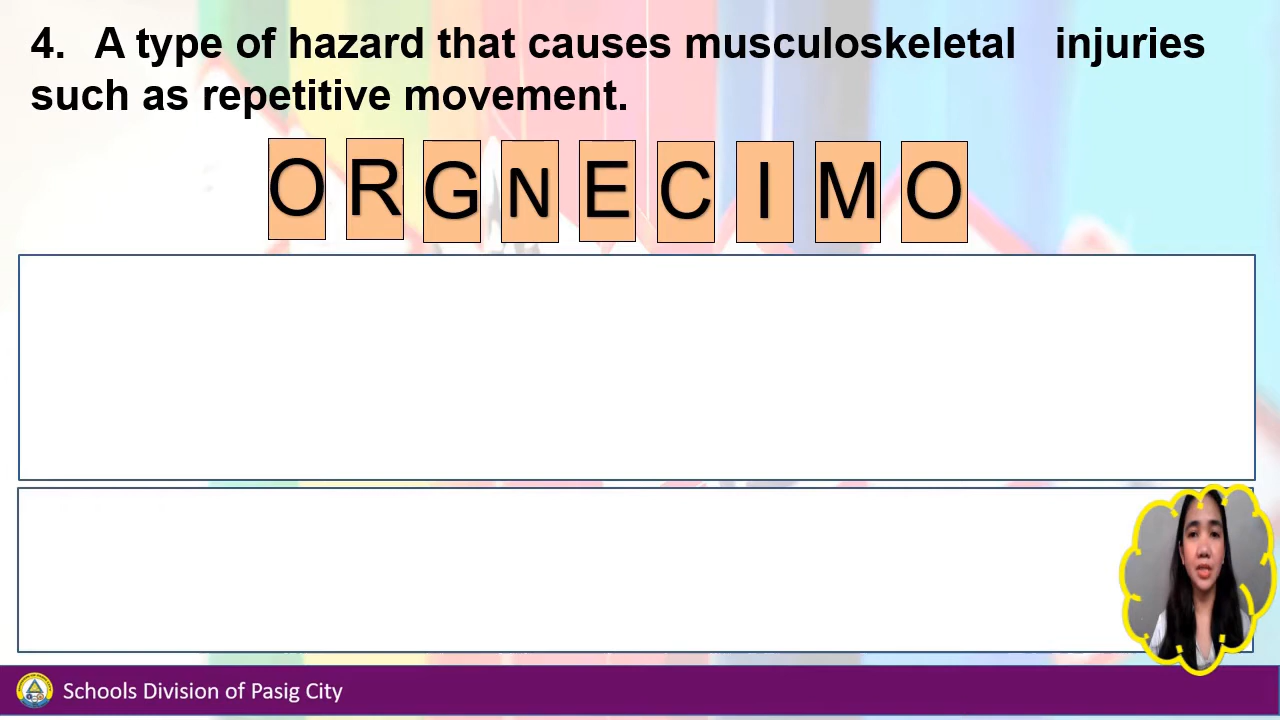 4. A type of hazard that causes musculoskeletal injuries
such as repetitive movement.
O R G N E C I M O
Schools Division of Pasig City